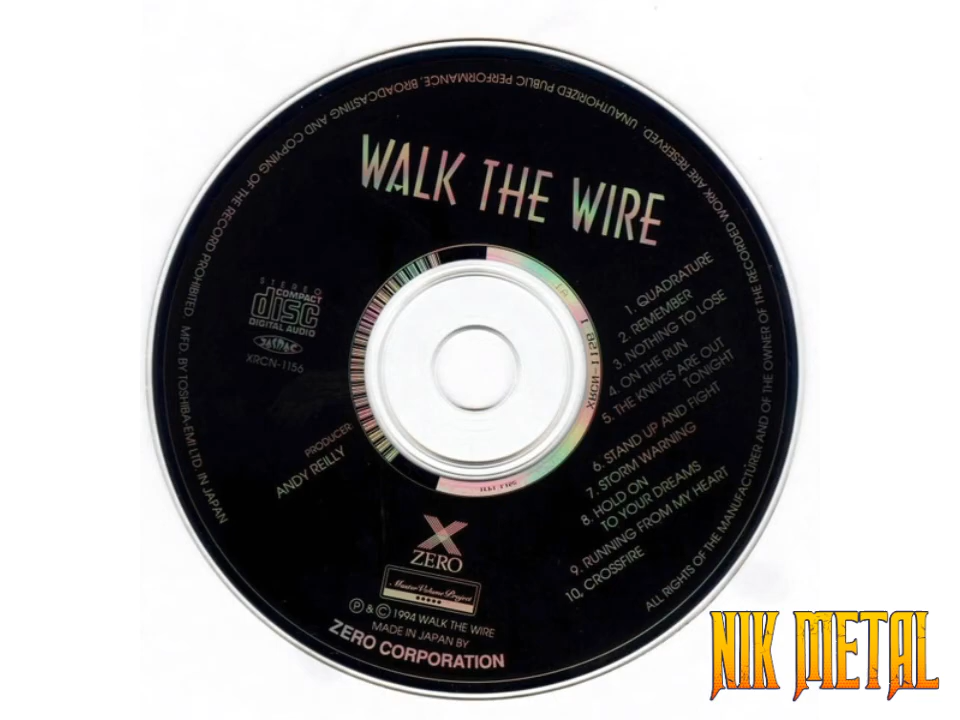 WALK THE WIRE
STEREO
COMPACT
disc
DIGITAL AUDIO
JASRAC
XRCN-1156
PRODUCER:
ANDY REILLY
1. QUADRATURE
2. REMEMBER
3. NOTHING TO LOSE
4. ON THE RUN
5. THE KNIVES ARE OUT
TONIGHT
6. STAND UP AND FIGHT
7. STORM WARNING
8. HOLD ON
TO YOUR DREAMS
9. RUNNING FROM MY HEART
10. CROSSFIRE
X
ZERO
Master Volume Project
★★★★★
Ⓟ & © 1994 WALK THE WIRE
MADE IN JAPAN BY
ZERO CORPORATION
ALL RIGHTS OF THE MANUFACTURER AND OF THE OWNER OF THE RECORDED WORK ARE RESERVED. UNAUTHORIZED PUBLIC PERFORMANCE, BROADCASTING AND COPYING OF THE RECORD PROHIBITED. MFD. BY TOSHIBA-EMI LTD. IN JAPAN
NIK METAL